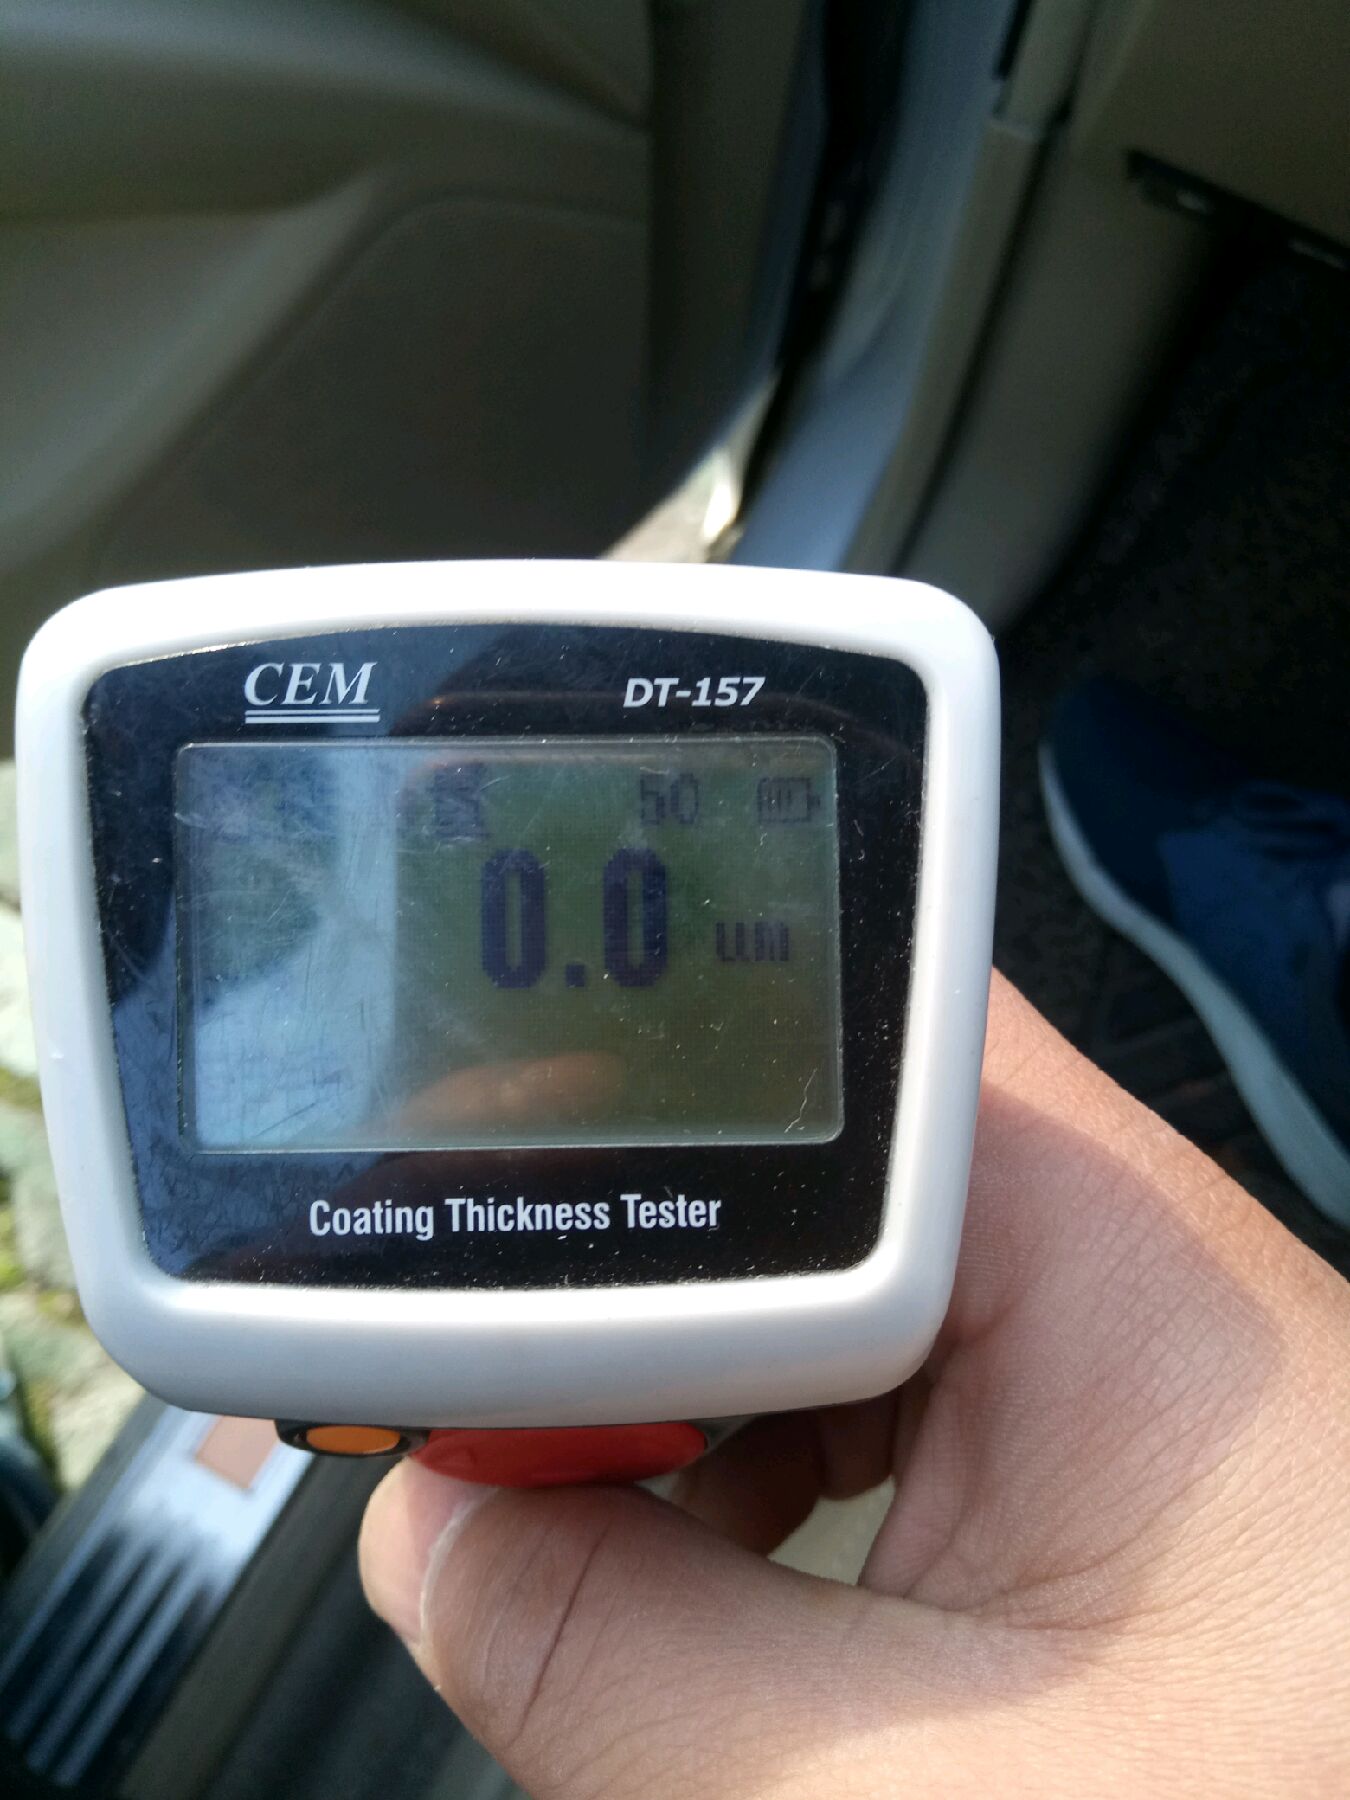 CEM DT-157
50
0.0 um
Coating Thickness Tester